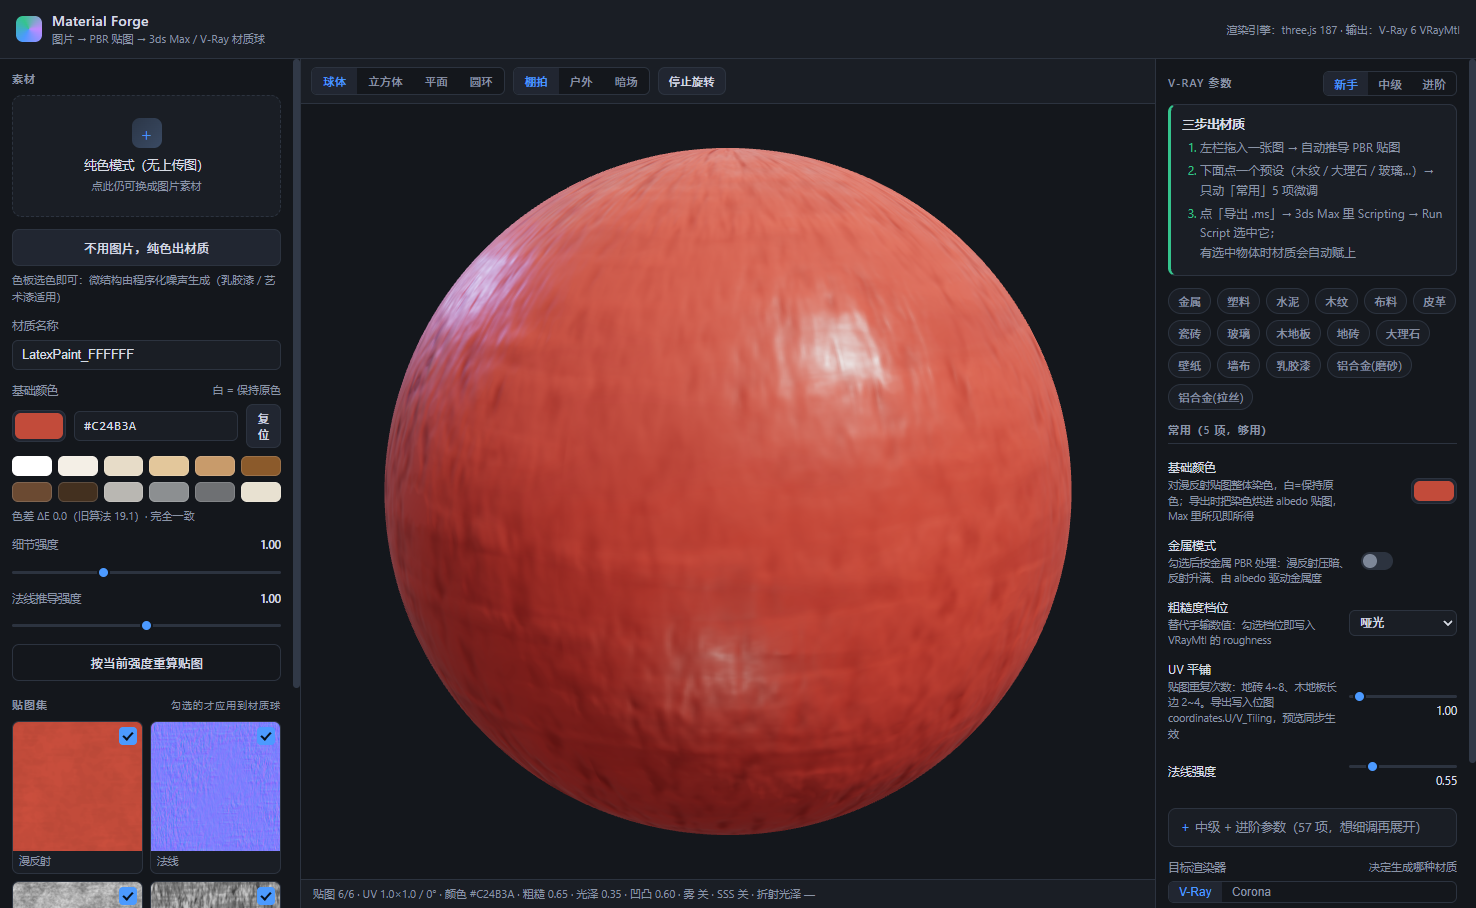 Material Forge
图片 → PBR 贴图 → 3ds Max / V-Ray 材质球
渲染引擎：three.js 187 · 输出：V-Ray 6 VRayMtl
素材
+
纯色模式（无上传图）
点此仍可换成图片素材
不用图片，纯色出材质
色板选色即可：微结构由程序化噪声生成（乳胶漆 / 艺
术漆适用）
材质名称
LatexPaint_FFFFFF
基础颜色
白 = 保持原色
#C24B3A
复
位
色差 ΔE 0.0（旧算法 19.1）· 完全一致
细节强度
1.00
法线推导强度
1.00
按当前强度重算贴图
贴图集
勾选的才应用到材质球
漫反射
法线
球体
立方体
平面
圆环
棚拍
户外
暗场
停止旋转
贴图 6/6 · UV 1.0×1.0 / 0° · 颜色 #C24B3A · 粗糙 0.65 · 光泽 0.35 · 凹凸 0.60 · 雾 关 · SSS 关 · 折射光泽 —
V-RAY 参数
新手
中级
进阶
三步出材质
1. 左栏拖入一张图 → 自动推导 PBR 贴图
2. 下面点一个预设（木纹 / 大理石 / 玻璃...）→
只动「常用」5 项微调
3. 点「导出 .ms」→ 3ds Max 里 Scripting → Run
Script 选中它；
有选中物体时材质会自动赋上
金属
塑料
水泥
木纹
布料
皮革
瓷砖
玻璃
木地板
地砖
大理石
壁纸
墙布
乳胶漆
铝合金(磨砂)
铝合金(拉丝)
常用（5 项，够用）
基础颜色
对漫反射贴图整体染色，白=保持原
色；导出时把染色烘进 albedo 贴图，
Max 里所见即所得
金属模式
勾选后按金属 PBR 处理：漫反射压暗、
反射升满、由 albedo 驱动金属度
粗糙度档位
替代手输数值：勾选档位即写入
VRayMtl 的 roughness
哑光
UV 平铺
贴图重复次数：地砖 4~8、木地板长
边 2~4。导出写入位图
coordinates.U/V_Tiling，预览同步生
效
1.00
法线强度
0.55
+ 中级 + 进阶参数（57 项，想细调再展开）
目标渲染器
决定生成哪种材质
V-Ray
Corona